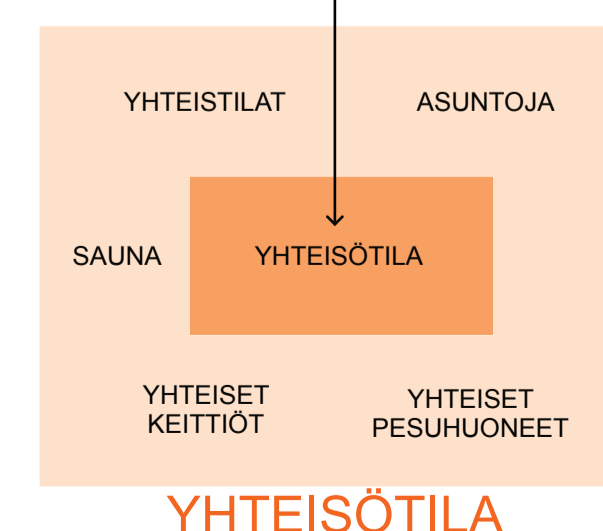 YHTEISTILAT
ASUNTOJA
SAUNA
YHTEISÖTILA
YHTEISET
KEITTIÖT
YHTEISET
PESUHUONEET
YHTEISÖTILA